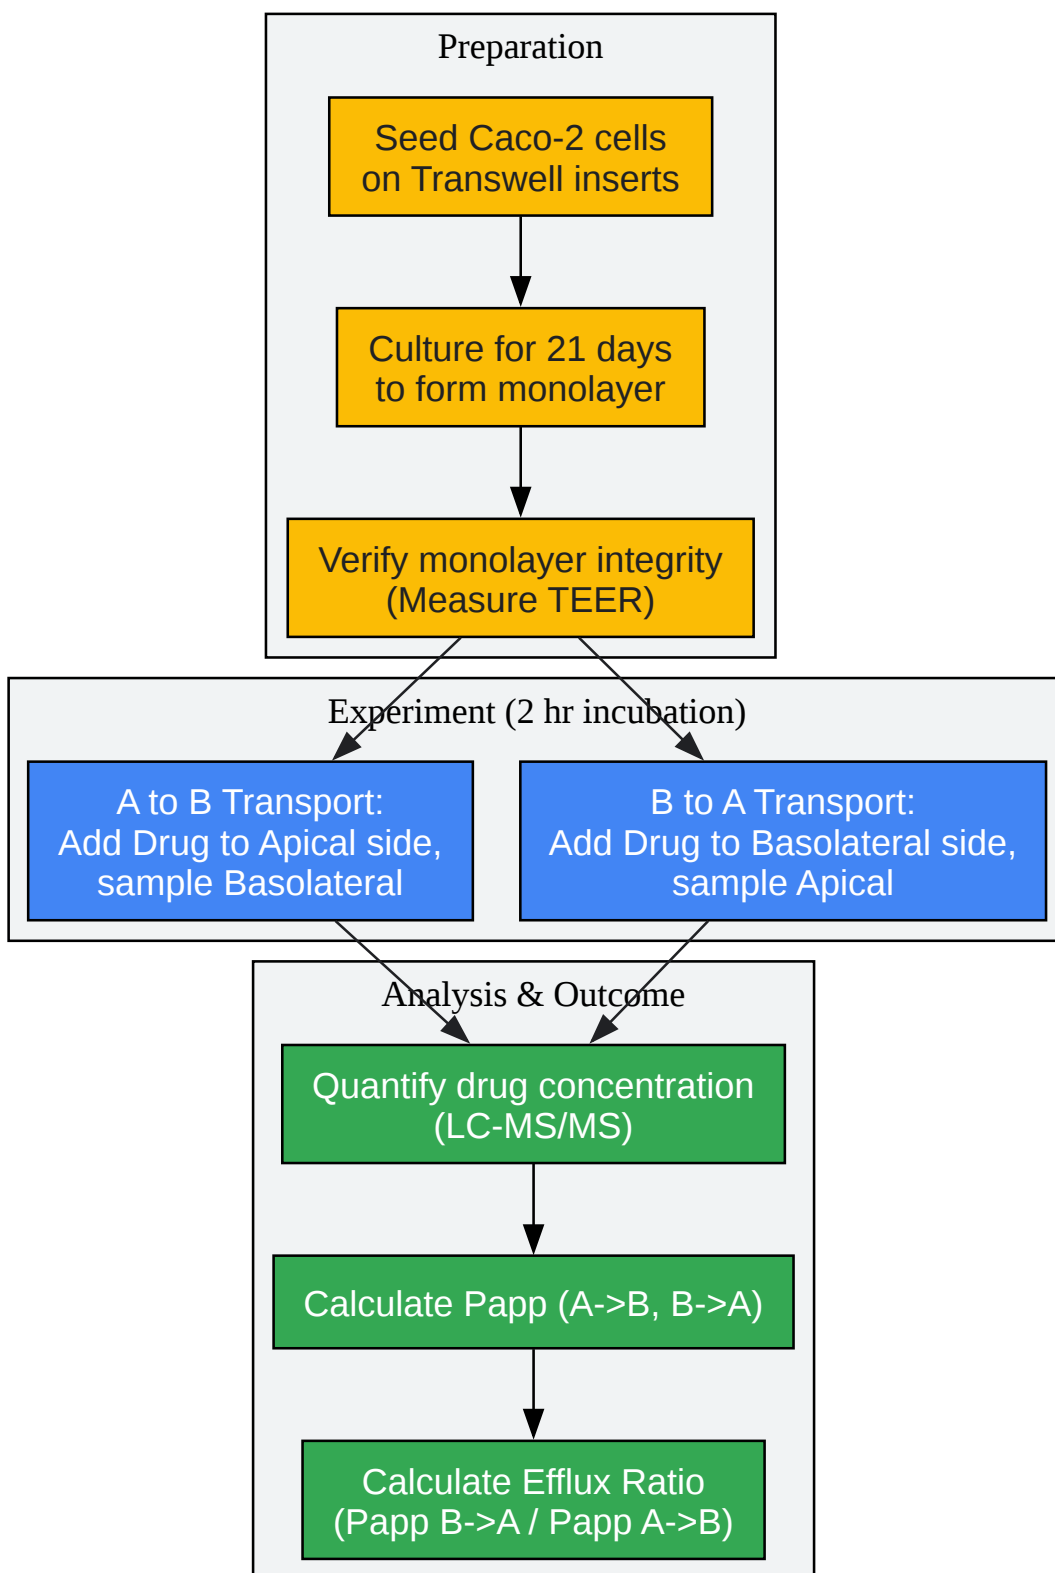 Preparation
Seed Caco-2 cells
on Transwell inserts
Culture for 21 days
to form monolayer
Verify monolayer integrity
(Measure TEER)
Experiment (2 hr incubation)
A to B Transport:
Add Drug to Apical side,
sample Basolateral
B to A Transport:
Add Drug to Basolateral side,
sample Apical
Analysis & Outcome
Quantify drug concentration
(LC-MS/MS)
Calculate Papp (A->B, B->A)
Calculate Efflux Ratio
(Papp B->A / Papp A->B)